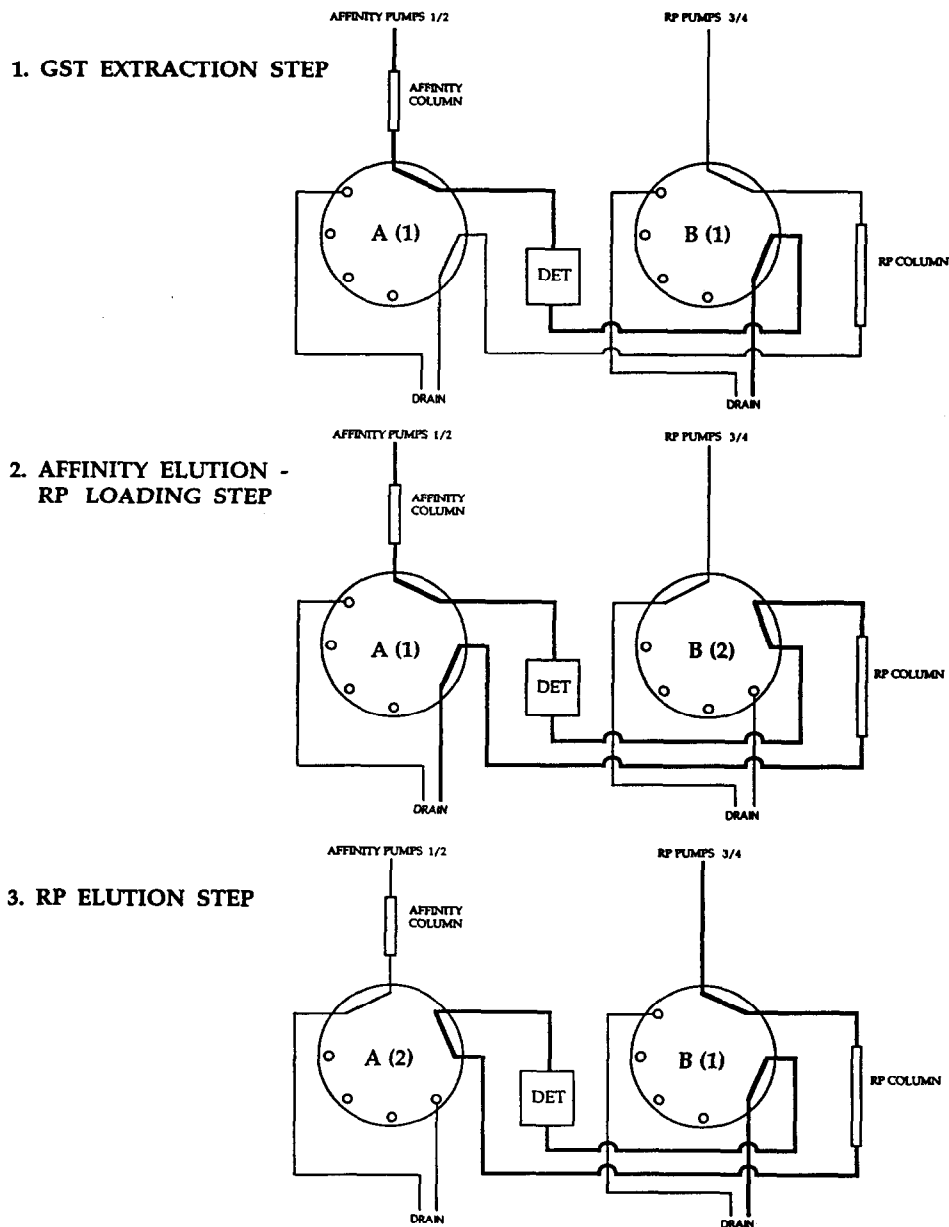 AFFINITY PUMPS 1/2
RP PUMPS 3/4
1. GST EXTRACTION STEP
AFFINITY
COLUMN
A (1)
B (1)
DET
RP COLUMN
DRAIN
DRAIN
AFFINITY PUMPS 1/2
RP PUMPS 3/4
2. AFFINITY ELUTION -
RP LOADING STEP
AFFINITY
COLUMN
A (1)
B (2)
DET
RP COLUMN
DRAIN
DRAIN
AFFINITY PUMPS 1/2
RP PUMPS 3/4
3. RP ELUTION STEP
AFFINITY
COLUMN
A (2)
B (1)
DET
RP COLUMN
DRAIN
DRAIN